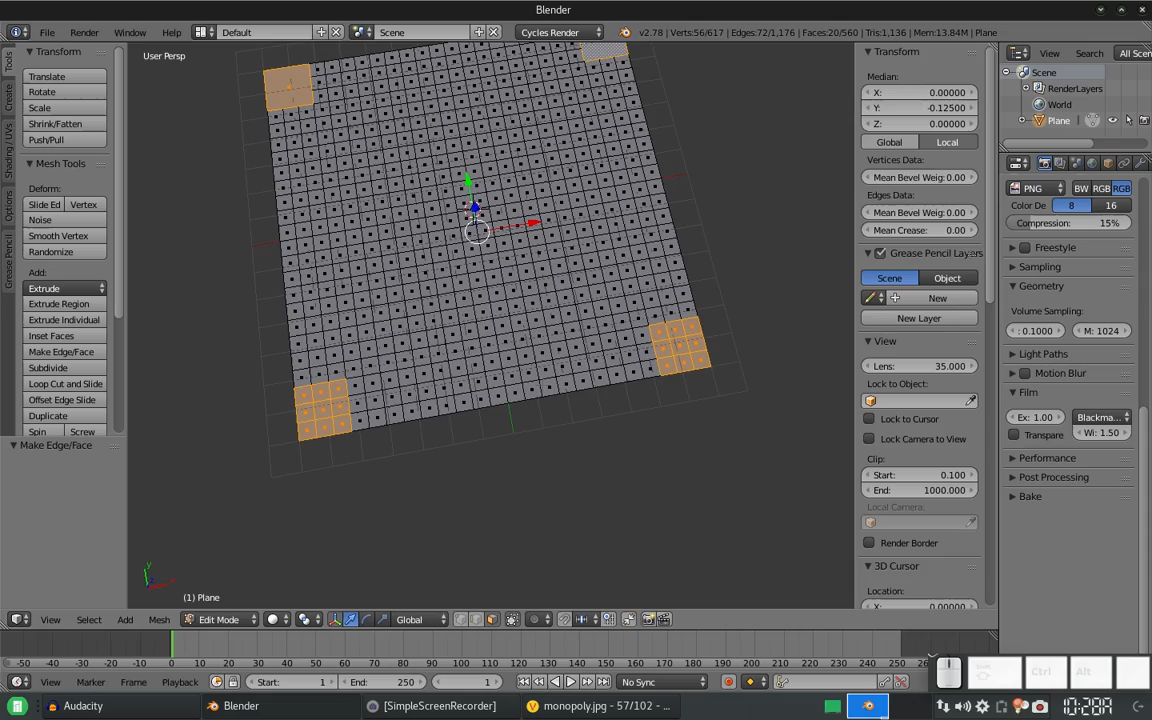 Blender
File
Render
Window
Help
Default
Scene
Cycles Render
v2.78 | Verts:56/617 | Edges:72/1,176 | Faces:20/560 | Tris:1,136 | Mem:13.84M | Plane
Tools
Create
Shading / UVs
Options
Grease Pencil
Transform
Translate
Rotate
Scale
Shrink/Fatten
Push/Pull
Mesh Tools
Deform:
Slide Ed
Vertex
Noise
Smooth Vertex
Randomize
Add:
Extrude
Extrude Region
Extrude Individual
Inset Faces
Make Edge/Face
Subdivide
Loop Cut and Slide
Offset Edge Slide
Duplicate
Spin
Screw
Make Edge/Face
User Persp
y
(1) Plane
Transform
Median:
X: 0.00000
Y: -0.12500
Z: 0.00000
Global
Local
Vertices Data:
Mean Bevel Weig: 0.00
Edges Data:
Mean Bevel Weig: 0.00
Mean Crease: 0.00
Grease Pencil Layers
Scene
Object
New
New Layer
View
Lens: 35.000
Lock to Object:
Lock to Cursor
Lock Camera to View
Clip:
Start: 0.100
End: 1000.000
Local Camera:
Render Border
3D Cursor
Location:
X: 0.00000
View
Search
All Scen
Scene
RenderLayers
World
Plane
PNG
BW
RGB
RGB
Color De
8
16
Compression: 15%
Freestyle
Sampling
Geometry
Volume Sampling:
: 0.1000
M: 1024
Light Paths
Motion Blur
Film
Ex: 1.00
Blackma...
Transpare
Wi: 1.50
Performance
Post Processing
Bake
View
Select
Add
Mesh
Edit Mode
Global
-50
-40
-30
-20
-10
0
10
20
30
40
50
60
70
80
90
100
110
120
130
140
150
160
170
180
190
200
210
220
230
240
250
View
Marker
Frame
Playback
Start: 1
End: 250
1
No Sync
Ctrl
Alt
Audacity
Blender
[SimpleScreenRecorder]
monopoly.jpg - 57/102 - ...